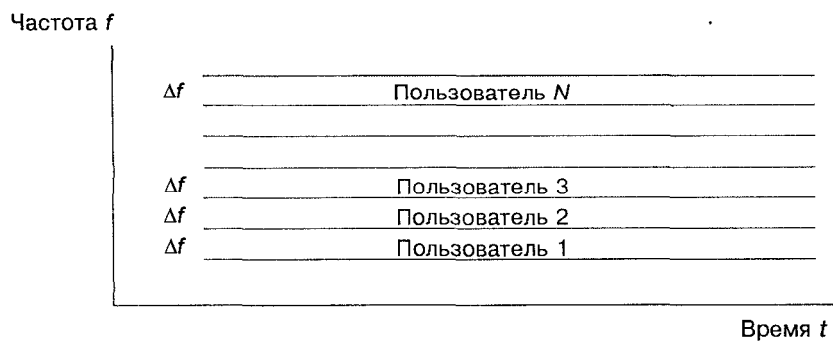 Частота f
Δf Пользователь N
Δf Пользователь 3
Δf Пользователь 2
Δf Пользователь 1
Время t